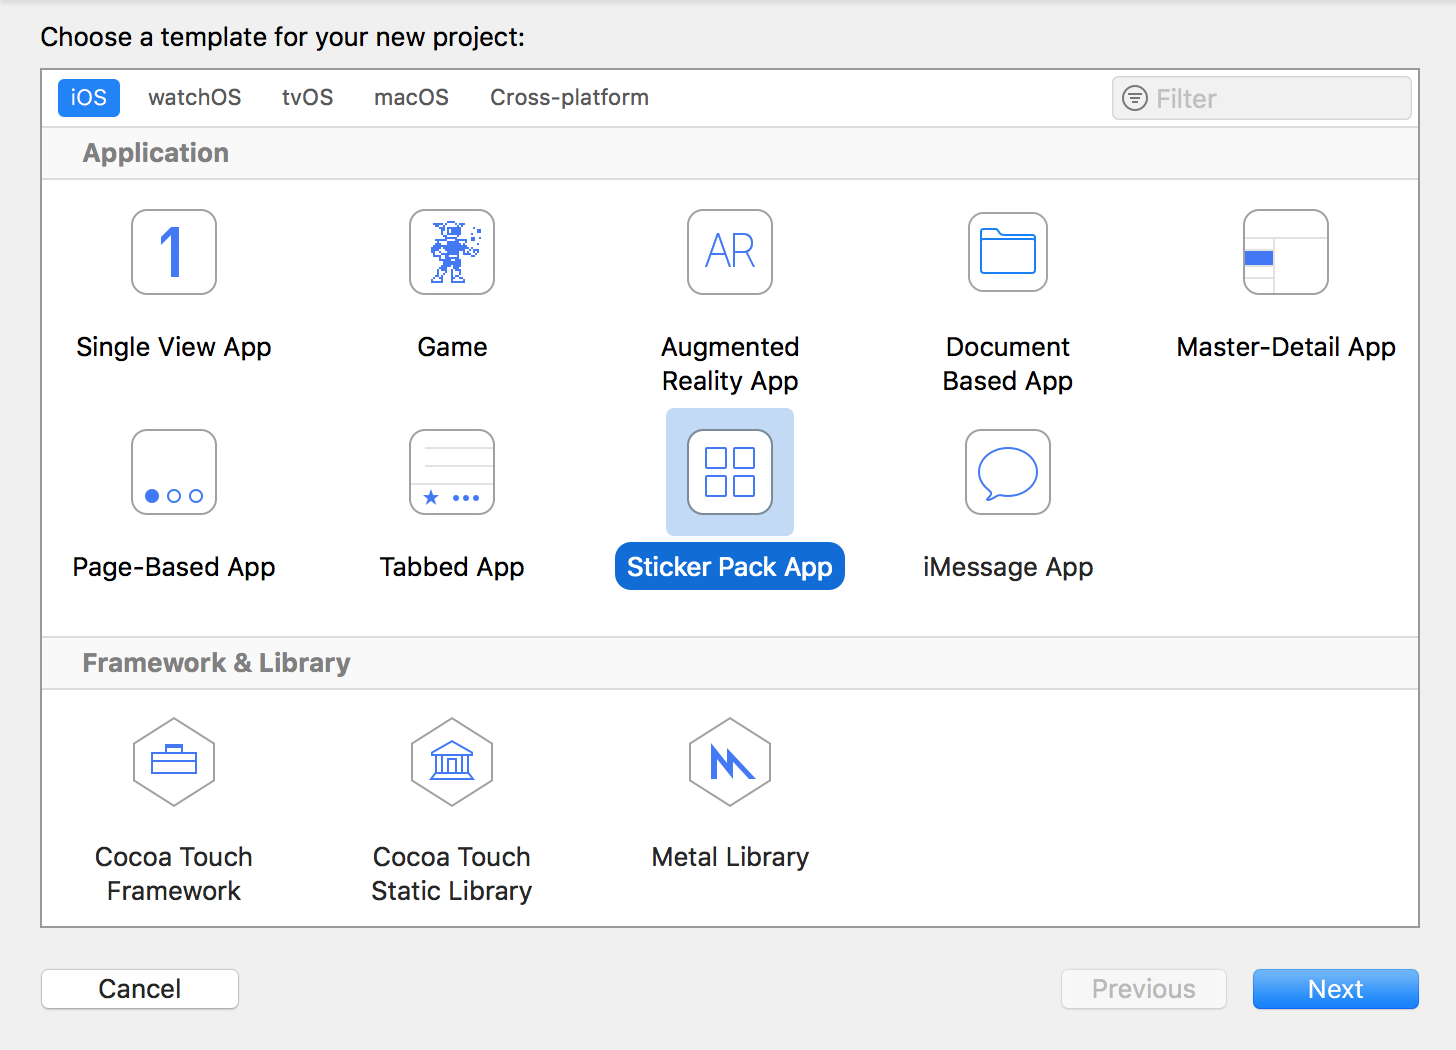 Choose a template for your new project:
iOS watchOS tvOS macOS Cross-platform Filter
Application
1 AR
Single View App Game Augmented Document Master-Detail App
Reality App Based App
Page-Based App Tabbed App Sticker Pack App iMessage App
Framework & Library
Cocoa Touch Cocoa Touch Metal Library
Framework Static Library
Cancel Previous Next